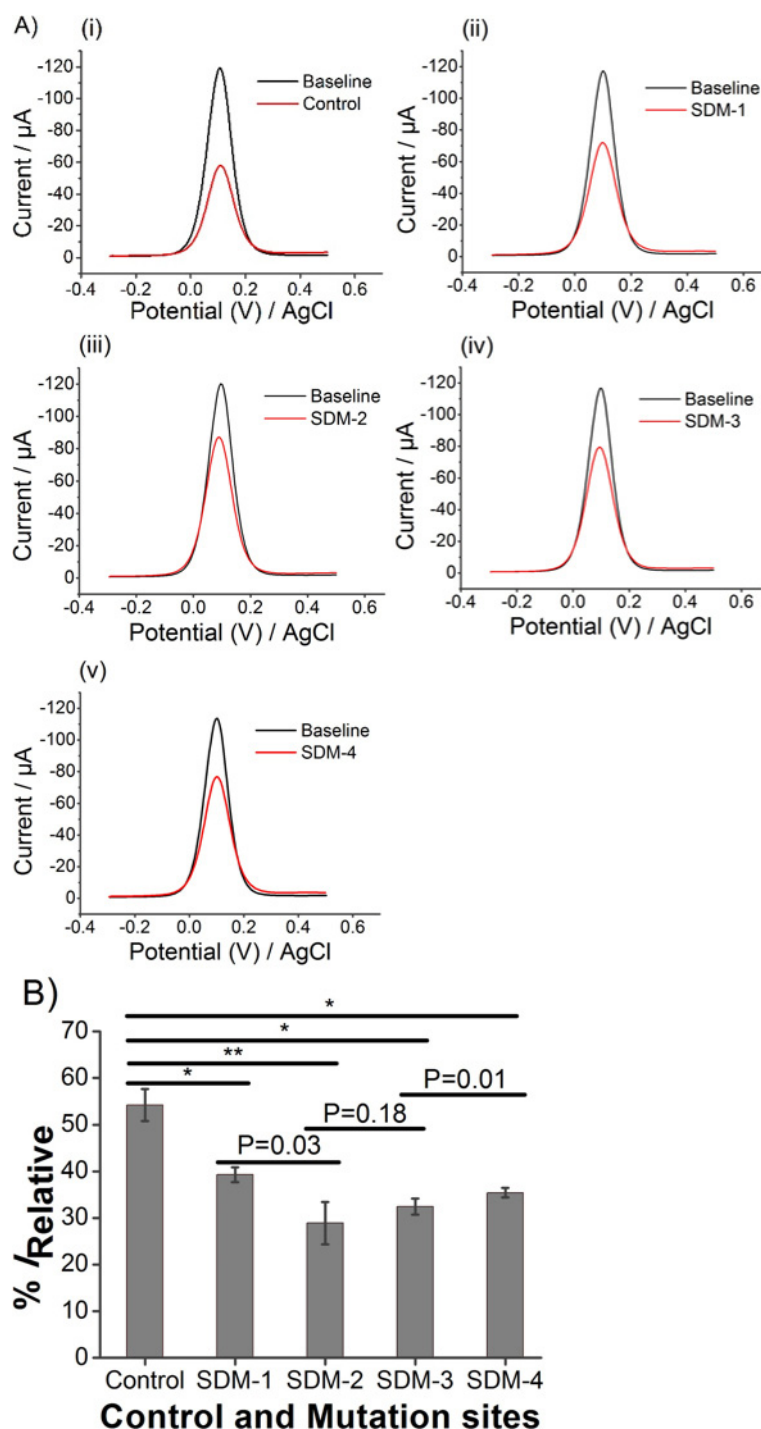 A)
(i)
Current / µA
-120
-100
-80
-60
-40
-20
0
Baseline
Control
-0.4 -0.2 0.0 0.2 0.4 0.6
Potential (V) / AgCl
(ii)
Current / µA
-120
-100
-80
-60
-40
-20
0
Baseline
SDM-1
-0.4 -0.2 0.0 0.2 0.4 0.6
Potential (V) / AgCl
(iii)
Current / µA
-120
-100
-80
-60
-40
-20
0
Baseline
SDM-2
-0.4 -0.2 0.0 0.2 0.4 0.6
Potential (V) / AgCl
(iv)
Current / µA
-120
-100
-80
-60
-40
-20
0
Baseline
SDM-3
-0.4 -0.2 0.0 0.2 0.4 0.6
Potential (V) / AgCl
(v)
Current / µA
-120
-100
-80
-60
-40
-20
0
Baseline
SDM-4
-0.4 -0.2 0.0 0.2 0.4 0.6
Potential (V) / AgCl
B)
% IRelative
70
60
50
40
30
20
10
0
*
*
**
*
P=0.01
P=0.18
P=0.03
Control SDM-1 SDM-2 SDM-3 SDM-4
Control and Mutation sites